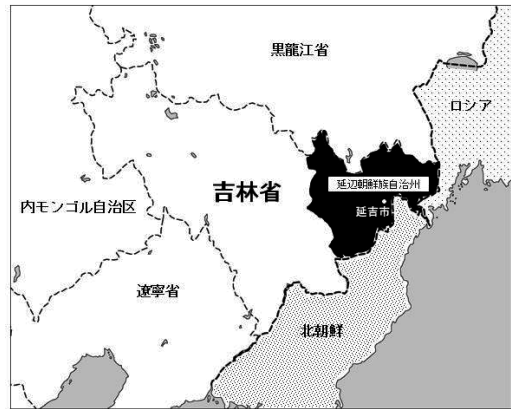 黒龍江省
ロシア
延辺朝鮮族自治州
吉林省
延吉市
内モンゴル自治区
遼寧省
北朝鮮